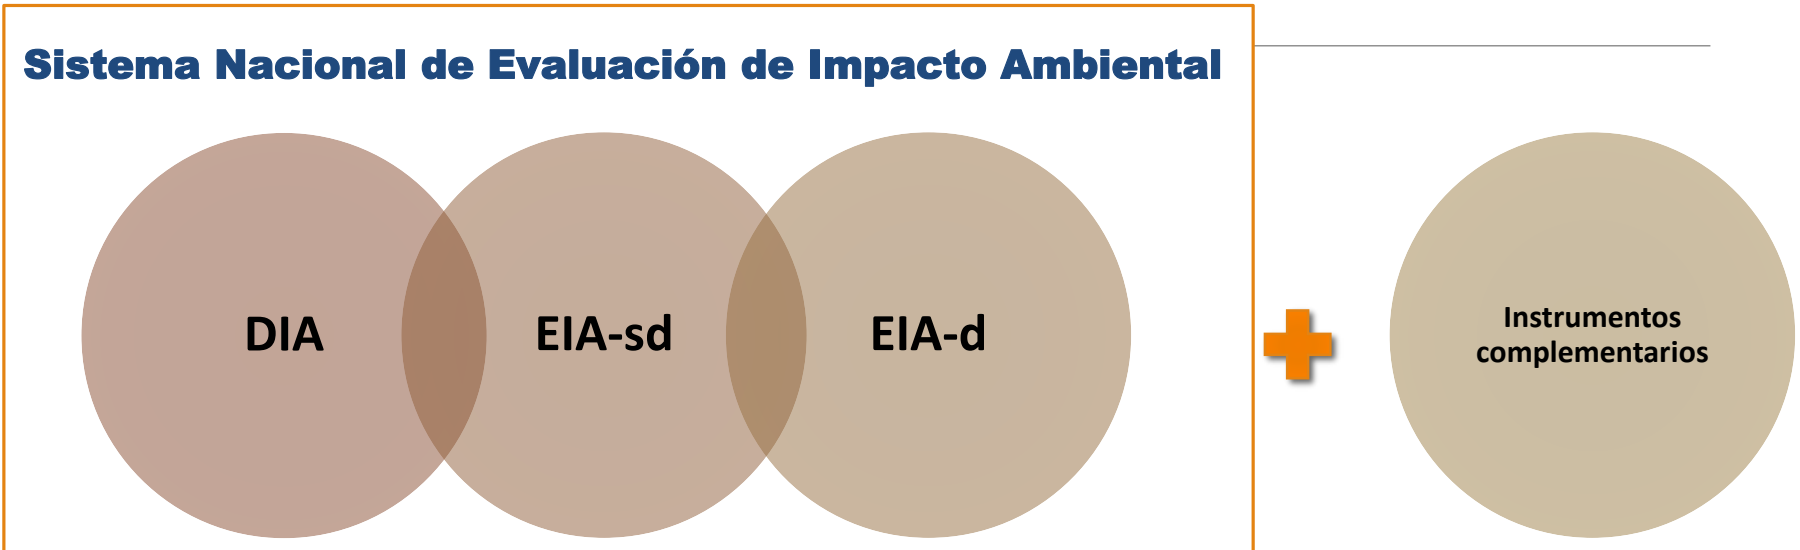 Sistema Nacional de Evaluación de Impacto Ambiental
DIA
EIA-sd
EIA-d
Instrumentos
complementarios